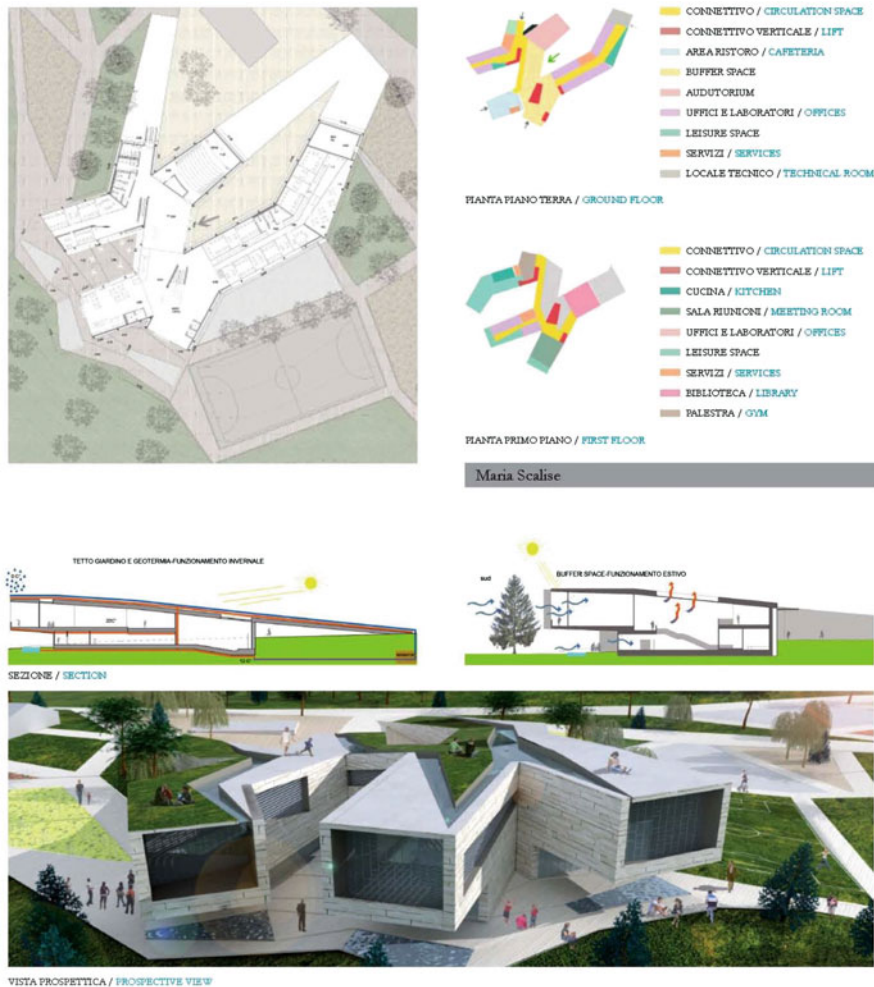 CONNETTIVO / CIRCULATION SPACE
CONNETTIVO VERTICALE / LIFT
AREA RISTORO / CAFETERIA
BUFFER SPACE
AUDUTORIUM
UFFICI E LABORATORI / OFFICES
LEISURE SPACE
SERVIZI / SERVICES
LOCALE TECNICO / TECHNICAL ROOM
PIANTA PIANO TERRA / GROUND FLOOR
CONNETTIVO / CIRCULATION SPACE
CONNETTIVO VERTICALE / LIFT
CUCINA / KITCHEN
SALA RIUNIONI / MEETING ROOM
UFFICI E LABORATORI / OFFICES
LEISURE SPACE
SERVIZI / SERVICES
BIBLIOTECA / LIBRARY
PALESTRA / GYM
PIANTA PRIMO PIANO / FIRST FLOOR
Maria Scalise
TETTO GIARDINO E GEOTERMIA-FUNZIONAMENTO INVERNALE
sud
BUFFER SPACE-FUNZIONAMENTO ESTIVO
SEZIONE / SECTION
VISTA PROSPETTICA / PROSPECTIVE VIEW